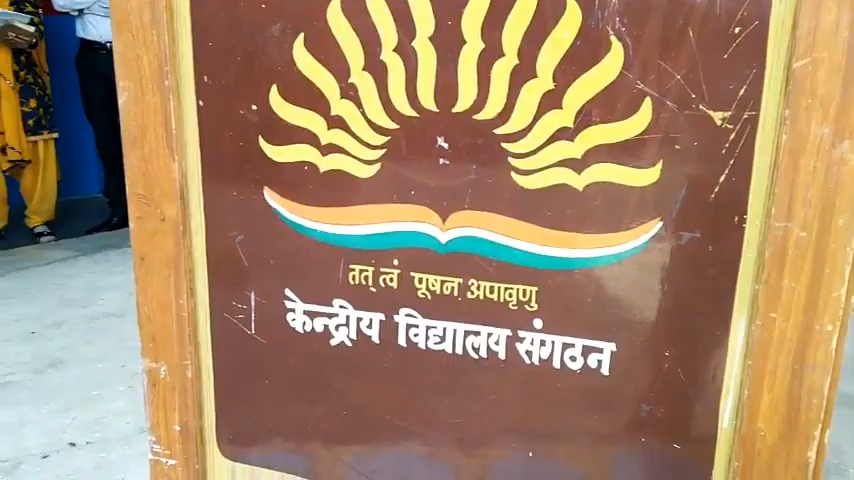 तत् त्वं पूषन् अपावृणु
केन्द्रीय विद्यालय संगठन